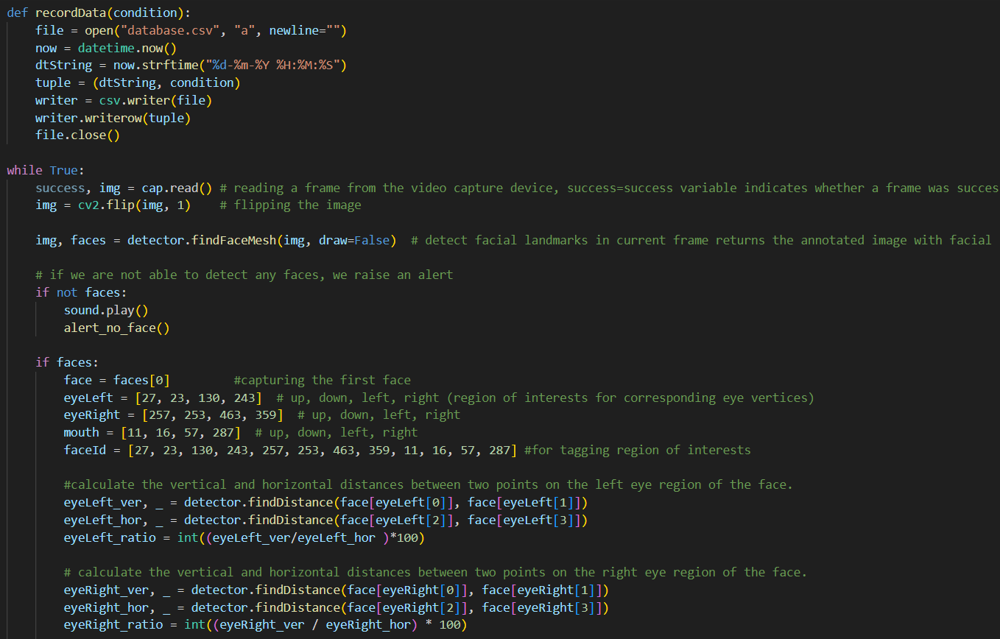 def recordData(condition):
    file = open("database.csv", "a", newline="")
    now = datetime.now()
    dtString = now.strftime("%d-%m-%Y %H:%M:%S")
    tuple = (dtString, condition)
    writer = csv.writer(file)
    writer.writerow(tuple)
    file.close()

while True:
    success, img = cap.read() # reading a frame from the video capture device, success=success variable indicates whether a frame was succes
    img = cv2.flip(img, 1)    # flipping the image

    img, faces = detector.findFaceMesh(img, draw=False)  # detect facial landmarks in current frame returns the annotated image with facial

    # if we are not able to detect any faces, we raise an alert
    if not faces:
        sound.play()
        alert_no_face()

    if faces:
        face = faces[0]         #capturing the first face
        eyeLeft = [27, 23, 130, 243]  # up, down, left, right (region of interests for corresponding eye vertices)
        eyeRight = [257, 253, 463, 359]  # up, down, left, right
        mouth = [11, 16, 57, 287]  # up, down, left, right
        faceId = [27, 23, 130, 243, 257, 253, 463, 359, 11, 16, 57, 287] #for tagging region of interests

        #calculate the vertical and horizontal distances between two points on the left eye region of the face.
        eyeLeft_ver, _ = detector.findDistance(face[eyeLeft[0]], face[eyeLeft[1]])
        eyeLeft_hor, _ = detector.findDistance(face[eyeLeft[2]], face[eyeLeft[3]])
        eyeLeft_ratio = int((eyeLeft_ver/eyeLeft_hor )*100)

        # calculate the vertical and horizontal distances between two points on the right eye region of the face.
        eyeRight_ver, _ = detector.findDistance(face[eyeRight[0]], face[eyeRight[1]])
        eyeRight_hor, _ = detector.findDistance(face[eyeRight[2]], face[eyeRight[3]])
        eyeRight_ratio = int((eyeRight_ver / eyeRight_hor) * 100)